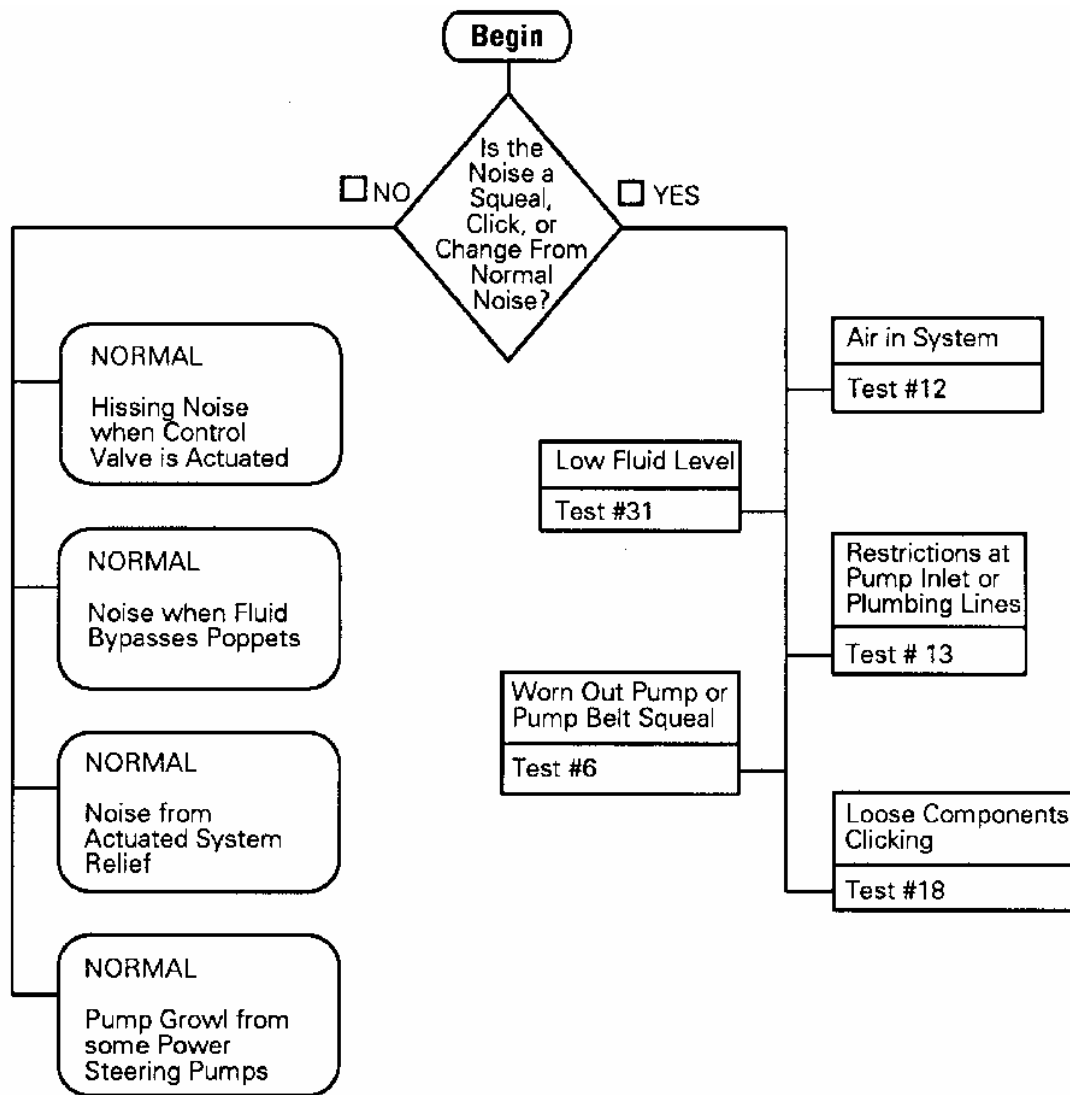 Begin
Is the
Noise a
Squeal,
Click, or
Change From
Normal
Noise?
NO
YES
NORMAL
Hissing Noise
when Control
Valve is Actuated
NORMAL
Noise when Fluid
Bypasses Poppets
NORMAL
Noise from
Actuated System
Relief
NORMAL
Pump Growl from
some Power
Steering Pumps
Air in System
Test #12
Low Fluid Level
Test #31
Restrictions at
Pump Inlet or
Plumbing Lines
Test # 13
Worn Out Pump or
Pump Belt Squeal
Test #6
Loose Components
Clicking
Test #18